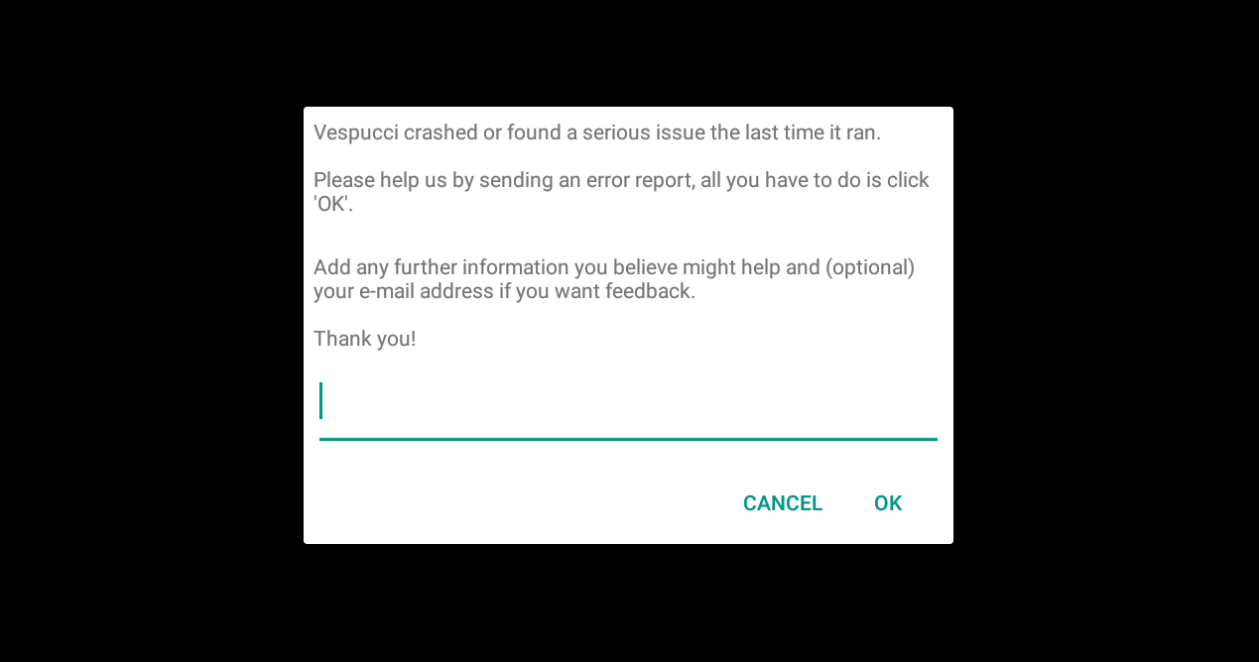 Vespucci crashed or found a serious issue the last time it ran.
Please help us by sending an error report, all you have to do is click
'OK'.
Add any further information you believe might help and (optional)
your e-mail address if you want feedback.
Thank you!
CANCEL OK